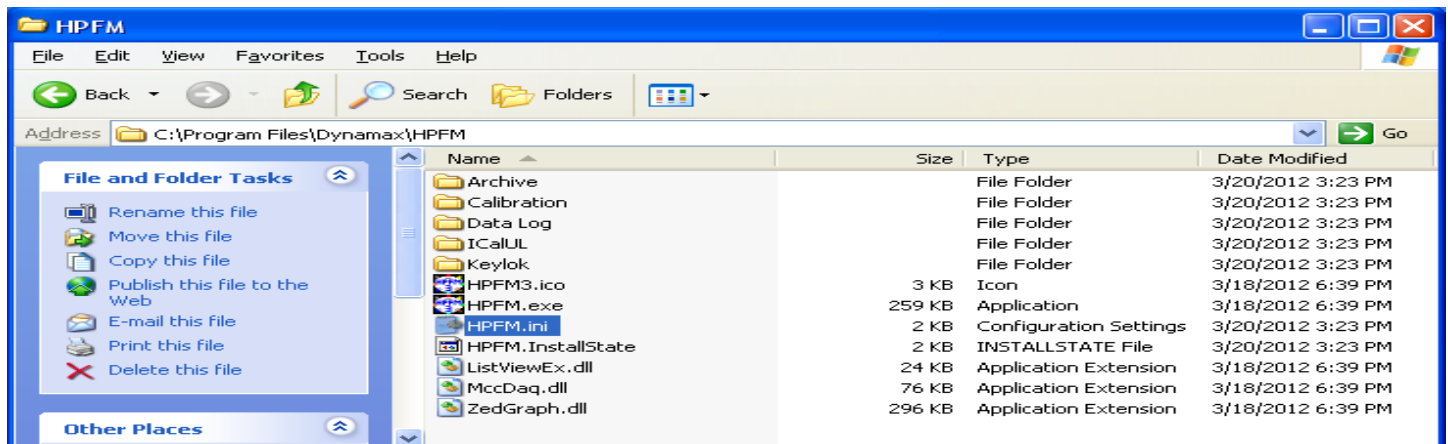 HPFM
File Edit View Favorites Tools Help
Back Search Folders
Address C:\Program Files\Dynamax\HPFM Go
Name Size Type Date Modified
File and Folder Tasks
Rename this file
Move this file
Copy this file
Publish this file to the
Web
E-mail this file
Print this file
Delete this file
Other Places
Archive File Folder 3/20/2012 3:23 PM
Calibration File Folder 3/20/2012 3:23 PM
Data Log File Folder 3/20/2012 3:23 PM
ICalUL File Folder 3/20/2012 3:23 PM
Keylok File Folder 3/20/2012 3:23 PM
HPFM3.ico 3 KB Icon 3/18/2012 6:39 PM
HPFM.exe 259 KB Application 3/18/2012 6:39 PM
HPFM.ini 2 KB Configuration Settings 3/20/2012 3:23 PM
HPFM.InstallState 2 KB INSTALLSTATE File 3/20/2012 3:23 PM
ListViewEx.dll 24 KB Application Extension 3/18/2012 6:39 PM
MccDaq.dll 76 KB Application Extension 3/18/2012 6:39 PM
ZedGraph.dll 296 KB Application Extension 3/18/2012 6:39 PM